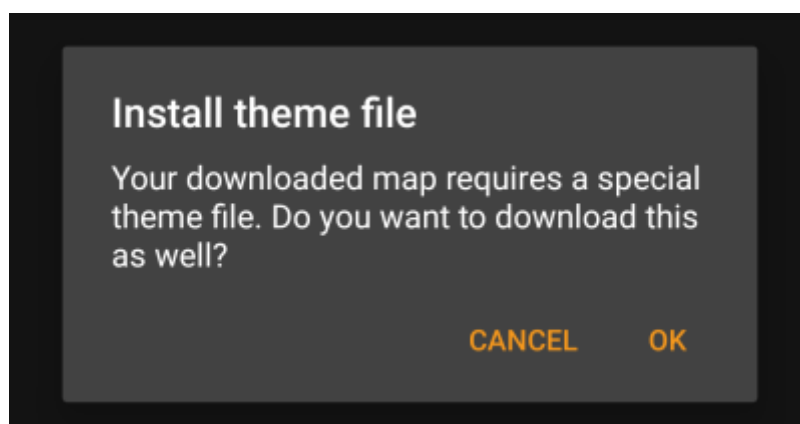 Install theme file
Your downloaded map requires a special
theme file. Do you want to download this
as well?
CANCEL OK